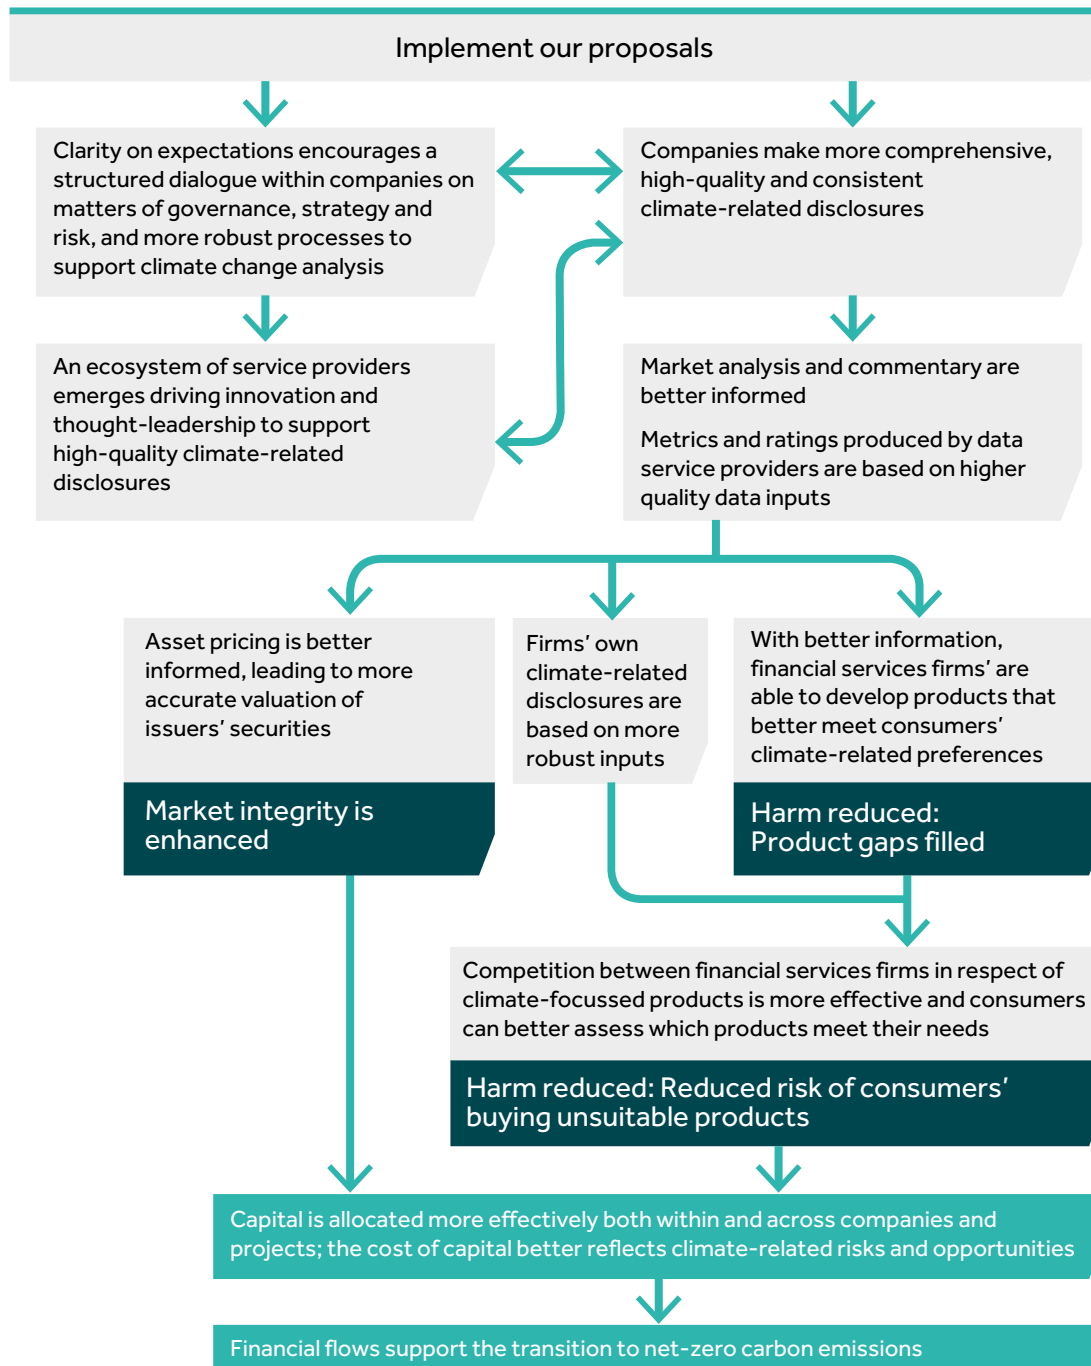 Implement our proposals
Clarity on expectations encourages a
structured dialogue within companies on
matters of governance, strategy and
risk, and more robust processes to
support climate change analysis
Companies make more comprehensive,
high-quality and consistent
climate-related disclosures
An ecosystem of service providers
emerges driving innovation and
thought-leadership to support
high-quality climate-related
disclosures
Market analysis and commentary are
better informed
Metrics and ratings produced by data
service providers are based on higher
quality data inputs
Asset pricing is better
informed, leading to more
accurate valuation of
issuers’ securities
Market integrity is
enhanced
Firms’ own
climate-related
disclosures are
based on more
robust inputs
With better information,
financial services firms’ are
able to develop products that
better meet consumers’
climate-related preferences
Harm reduced:
Product gaps filled
Competition between financial services firms in respect of
climate-focussed products is more effective and consumers
can better assess which products meet their needs
Harm reduced: Reduced risk of consumers’
buying unsuitable products
Capital is allocated more effectively both within and across companies and
projects; the cost of capital better reflects climate-related risks and opportunities
Financial flows support the transition to net-zero carbon emissions